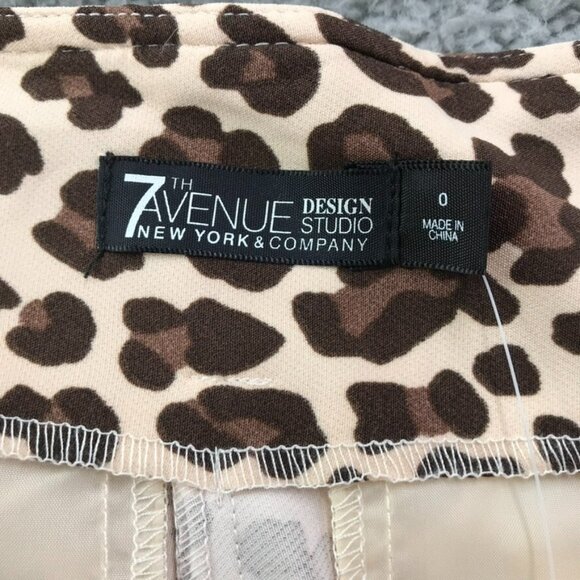 7TH AVENUE DESIGN STUDIO
NEW YORK & COMPANY
0
MADE IN
CHINA